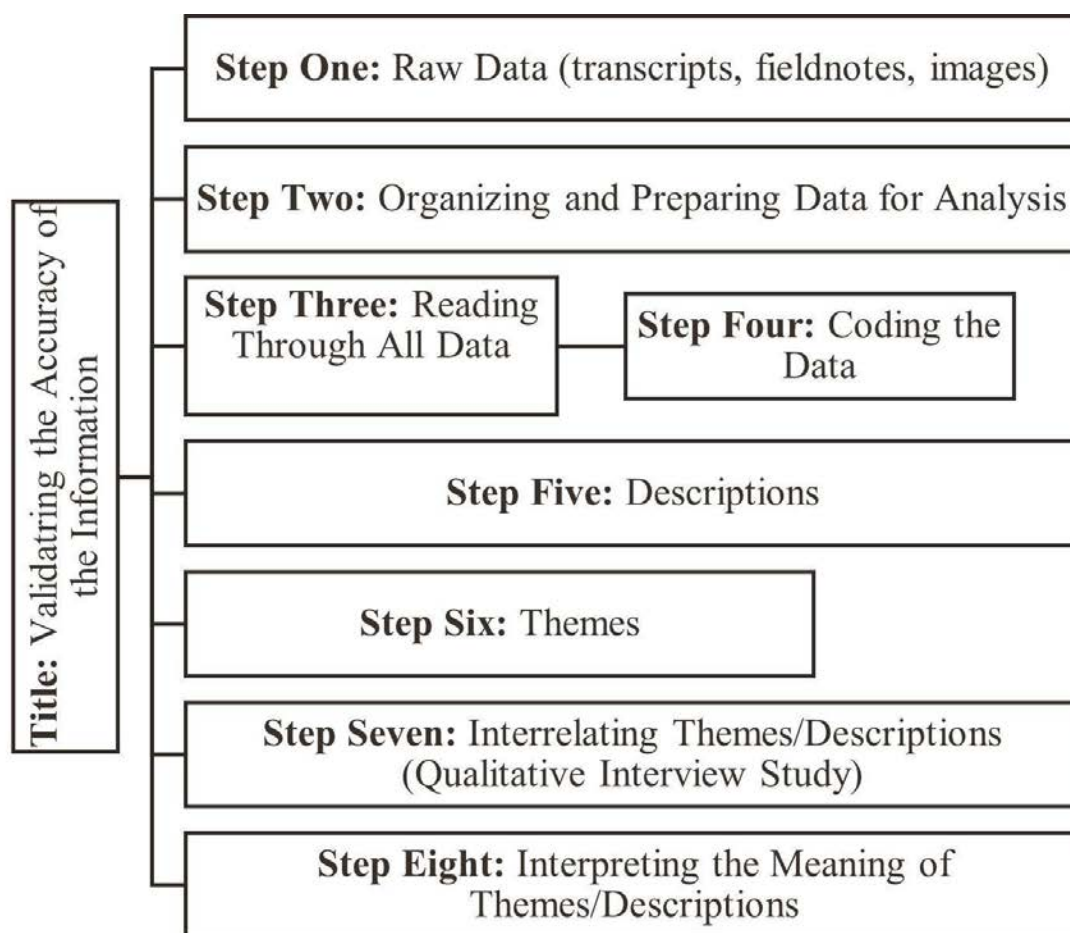 Title: Validatring the Accuracy of
the Information
Step One: Raw Data (transcripts, fieldnotes, images)
Step Two: Organizing and Preparing Data for Analysis
Step Three: Reading
Through All Data
Step Four: Coding the
Data
Step Five: Descriptions
Step Six: Themes
Step Seven: Interrelating Themes/Descriptions
(Qualitative Interview Study)
Step Eight: Interpreting the Meaning of
Themes/Descriptions